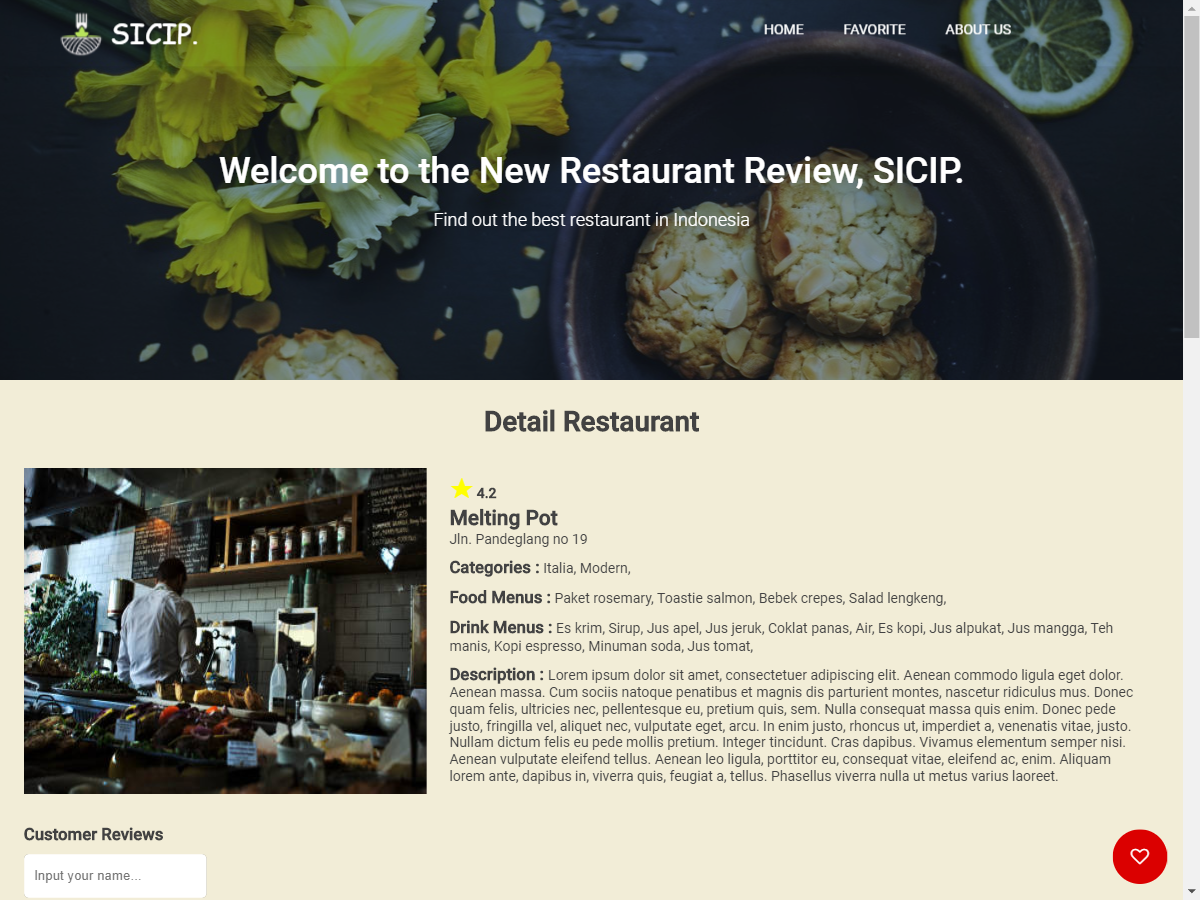 SICIP.
HOME FAVORITE ABOUT US
Welcome to the New Restaurant Review, SICIP.
Find out the best restaurant in Indonesia
Detail Restaurant
4.2
Melting Pot
Jln. Pandeglang no 19
Categories : Italia, Modern,
Food Menus : Paket rosemary, Toastie salmon, Bebek crepes, Salad lengkeng,
Drink Menus : Es krim, Sirup, Jus apel, Jus jeruk, Coklat panas, Air, Es kopi, Jus alpukat, Jus mangga, Teh
manis, Kopi espresso, Minuman soda, Jus tomat,
Description : Lorem ipsum dolor sit amet, consectetuer adipiscing elit. Aenean commodo ligula eget dolor.
Aenean massa. Cum sociis natoque penatibus et magnis dis parturient montes, nascetur ridiculus mus. Donec
quam felis, ultricies nec, pellentesque eu, pretium quis, sem. Nulla consequat massa quis enim. Donec pede
justo, fringilla vel, aliquet nec, vulputate eget, arcu. In enim justo, rhoncus ut, imperdiet a, venenatis vitae, justo.
Nullam dictum felis eu pede mollis pretium. Integer tincidunt. Cras dapibus. Vivamus elementum semper nisi.
Aenean vulputate eleifend tellus. Aenean leo ligula, porttitor eu, consequat vitae, eleifend ac, enim. Aliquam
lorem ante, dapibus in, viverra quis, feugiat a, tellus. Phasellus viverra nulla ut metus varius laoreet.
Customer Reviews
Input your name...